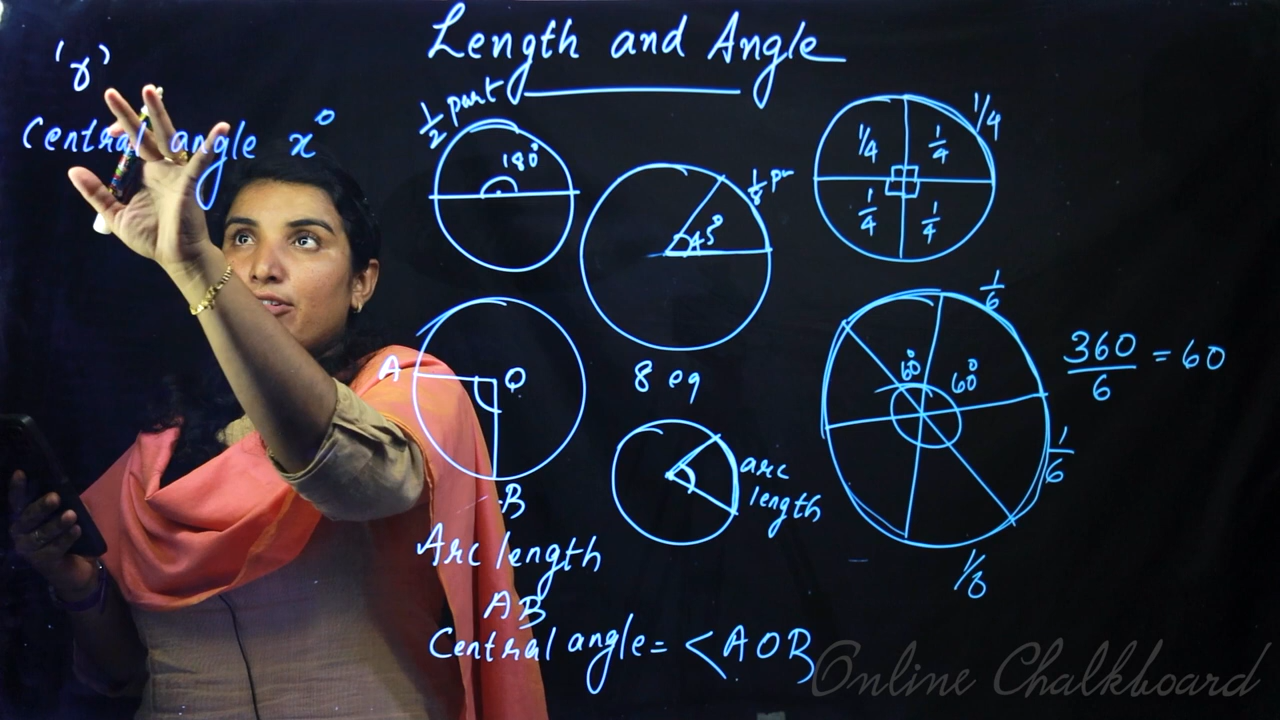 Length and Angle
'r'
Central angle x°
1/2 part
180°
1/8
45°
8 eq
1/4
1/4 1/4
1/4 1/4
A O
B
Arc length
AB
Central angle = <AOB
arc
length
1/6
60° 60°
1/6
360/6 = 60
Online Chalkboard